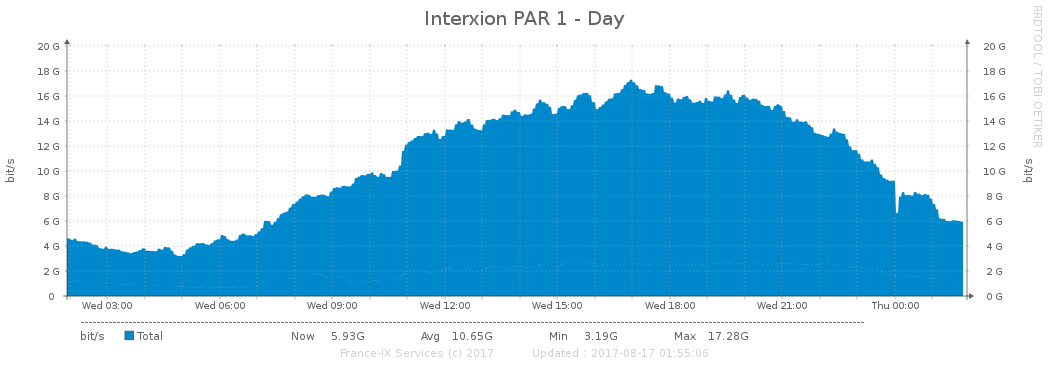 Interxion PAR 1 - Day
RRDTOOL / TOBI OETIKER
20 G 20 G
18 G 18 G
16 G 16 G
14 G 14 G
12 G 12 G
10 G 10 G
8 G 8 G
6 G 6 G
4 G 4 G
2 G 2 G
0 0 G
bit/s bit/s
Wed 03:00 Wed 06:00 Wed 09:00 Wed 12:00 Wed 15:00 Wed 18:00 Wed 21:00 Thu 00:00
bit/s Total Now 5.93G Avg 10.65G Min 3.19G Max 17.28G
France-IX Services (c) 2017 Updated : 2017-08-17 01:55:06